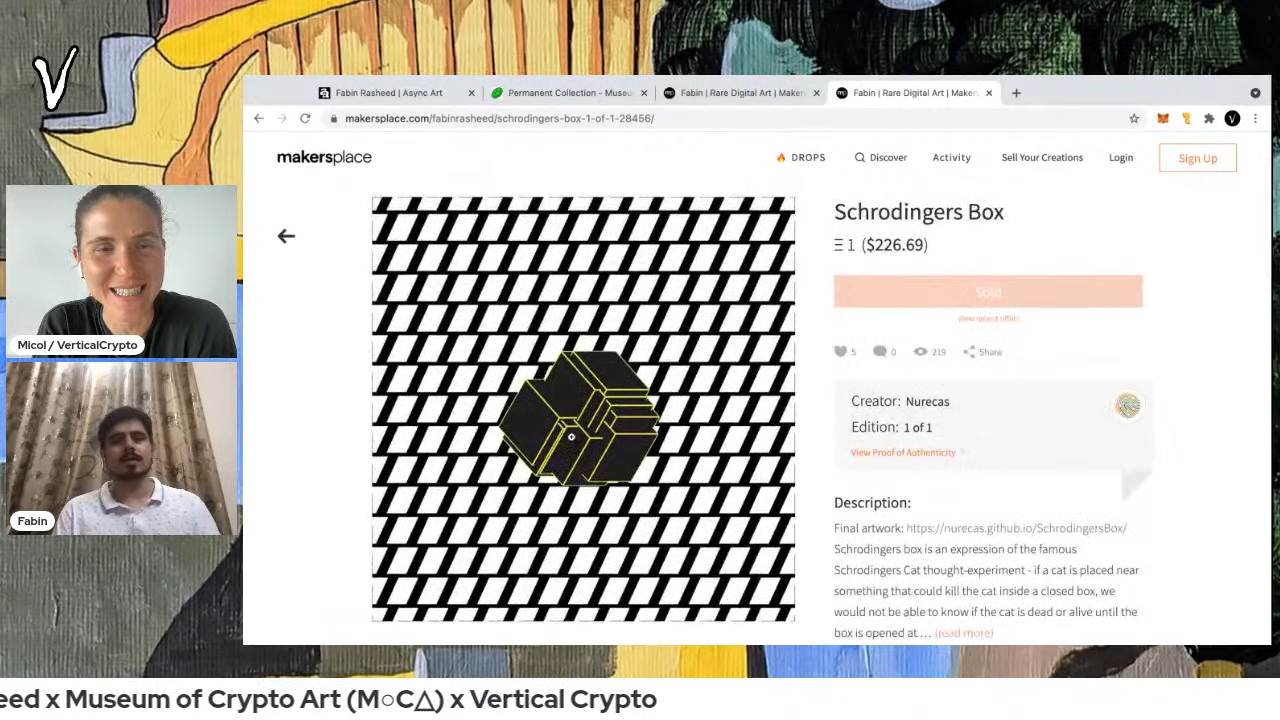 V
Fabin Rasheed | Async Art
Permanent Collection - Museu
Fabin | Rare Digital Art | Maker
Fabin | Rare Digital Art | Maker
makersplace.com/fabinrasheed/schrodingers-box-1-of-1-28456/
V
makersplace
DROPS
Discover
Activity
Sell Your Creations
Login
Sign Up
Schrodingers Box
Ξ 1 ($226.69)
Sold
show recent offers
5
0
219
Share
Creator: Nurecas
Edition: 1 of 1
View Proof of Authenticity
Description:
Final artwork: https://nurecas.github.io/SchrodingersBox/
Schrodingers box is an expression of the famous
Schrodingers Cat thought-experiment - if a cat is placed near
something that could kill the cat inside a closed box, we
would not be able to know if the cat is dead or alive until the
box is opened at ... (read more)
Micol / VerticalCrypto
Fabin
eed x Museum of Crypto Art (M○C△) x Vertical Crypto